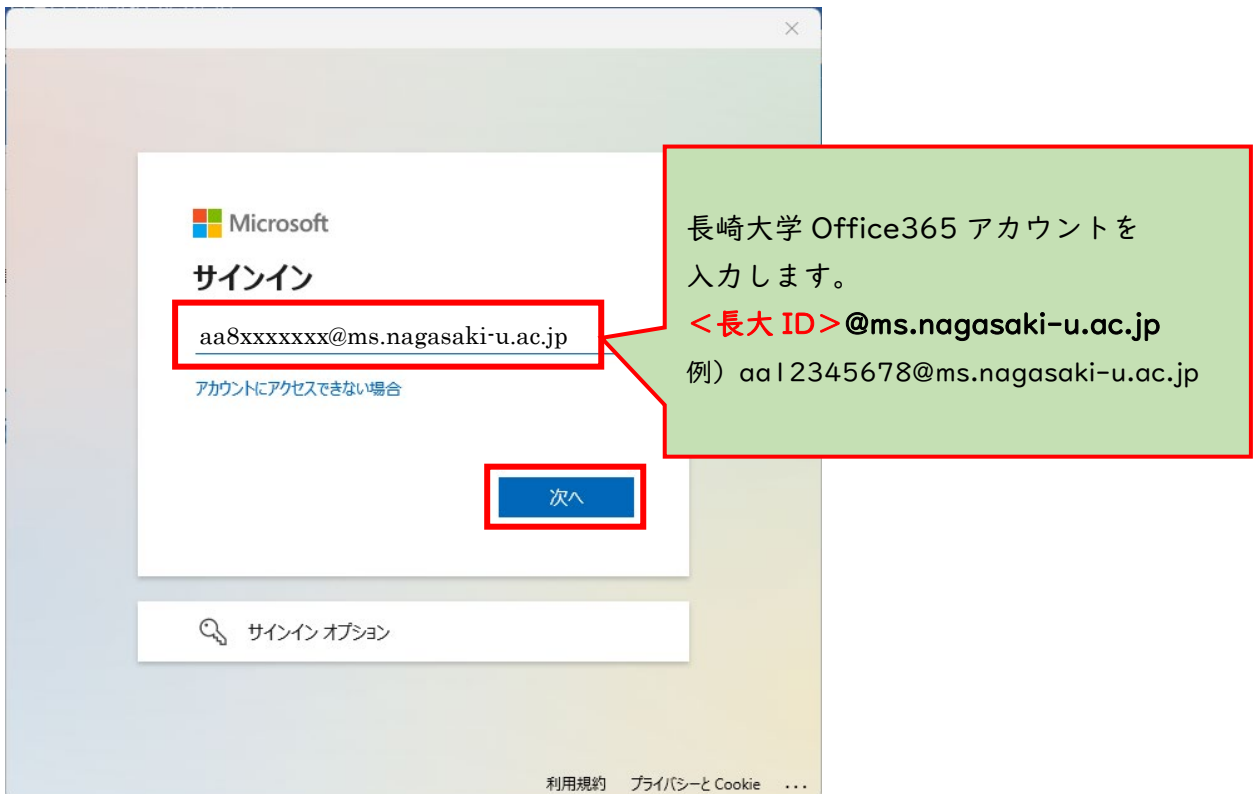 Microsoft
サインイン
aa8xxxxxxx@ms.nagasaki-u.ac.jp
アカウントにアクセスできない場合
次へ
サインイン オプション
利用規約 プライバシーと Cookie ...
長崎大学 Office365 アカウントを
入力します。
<長大 ID>@ms.nagasaki-u.ac.jp
例）aa12345678@ms.nagasaki-u.ac.jp